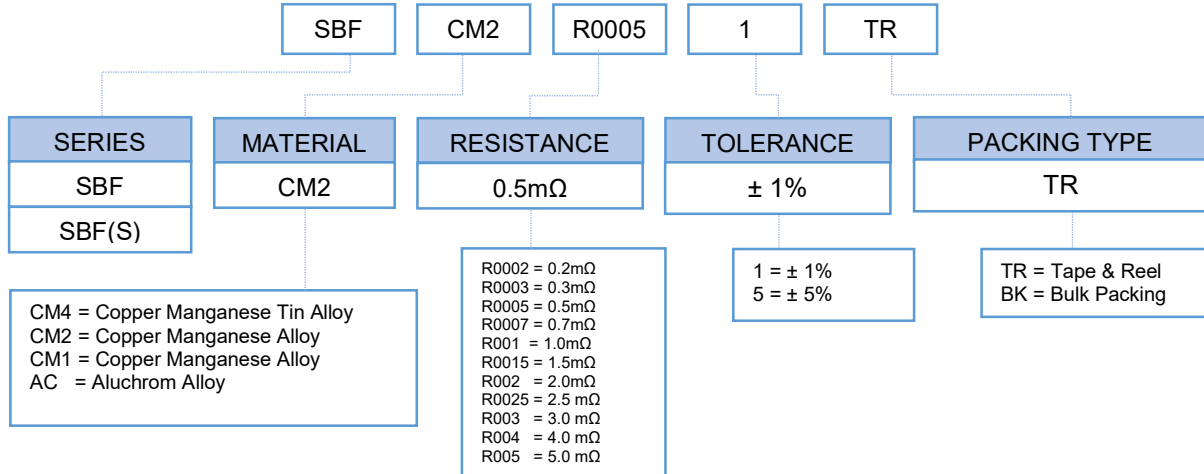 SBF CM2 R0005 1 TR
SERIES MATERIAL RESISTANCE TOLERANCE PACKING TYPE
SBF CM2 0.5mΩ ± 1% TR
SBF(S)
CM4 = Copper Manganese Tin Alloy
CM2 = Copper Manganese Alloy
CM1 = Copper Manganese Alloy
AC = Aluchrom Alloy
R0002 = 0.2mΩ
R0003 = 0.3mΩ
R0005 = 0.5mΩ
R0007 = 0.7mΩ
R001 = 1.0mΩ
R0015 = 1.5mΩ
R002 = 2.0mΩ
R0025 = 2.5 mΩ
R003 = 3.0 mΩ
R004 = 4.0 mΩ
R005 = 5.0 mΩ
1 = ± 1%
5 = ± 5%
TR = Tape & Reel
BK = Bulk Packing